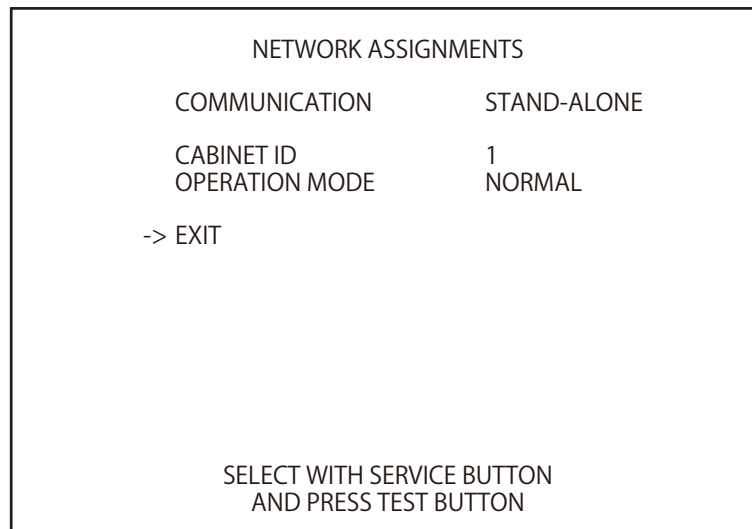 NETWORK ASSIGNMENTS
COMMUNICATION STAND-ALONE
CABINET ID 1
OPERATION MODE NORMAL
-> EXIT
SELECT WITH SERVICE BUTTON
AND PRESS TEST BUTTON